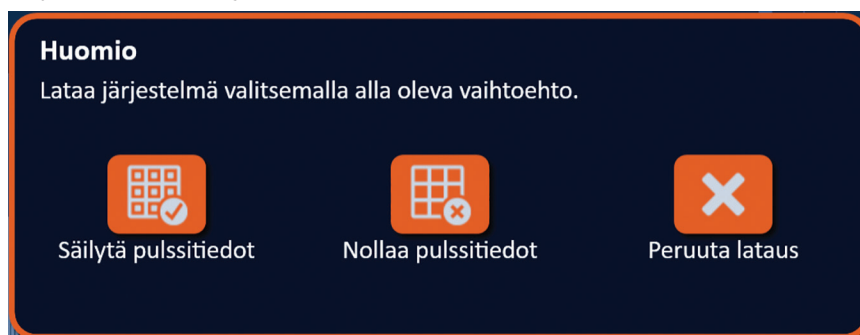 Huomio
Lataa järjestelmä valitsemalla alla oleva vaihtoehto.
Säilytä pulssitiedot
Nollaa pulssitiedot
Peruuta lataus